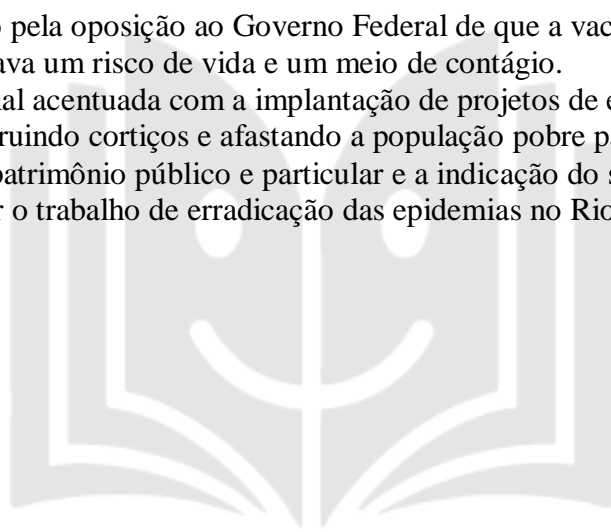 pela oposição ao Governo Federal de que a vac
ava um risco de vida e um meio de contágio.
al acentuada com a implantação de projetos de e
ruindo cortiços e afastando a população pobre p
patrimônio público e particular e a indicação do s
r o trabalho de erradicação das epidemias no Rio